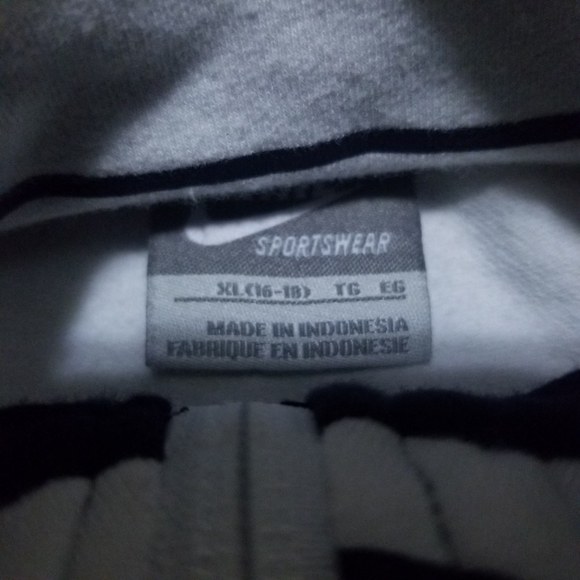 SPORTSWEAR
XL(16-18) TG EG
MADE IN INDONESIA
FABRIQUE EN INDONESIE